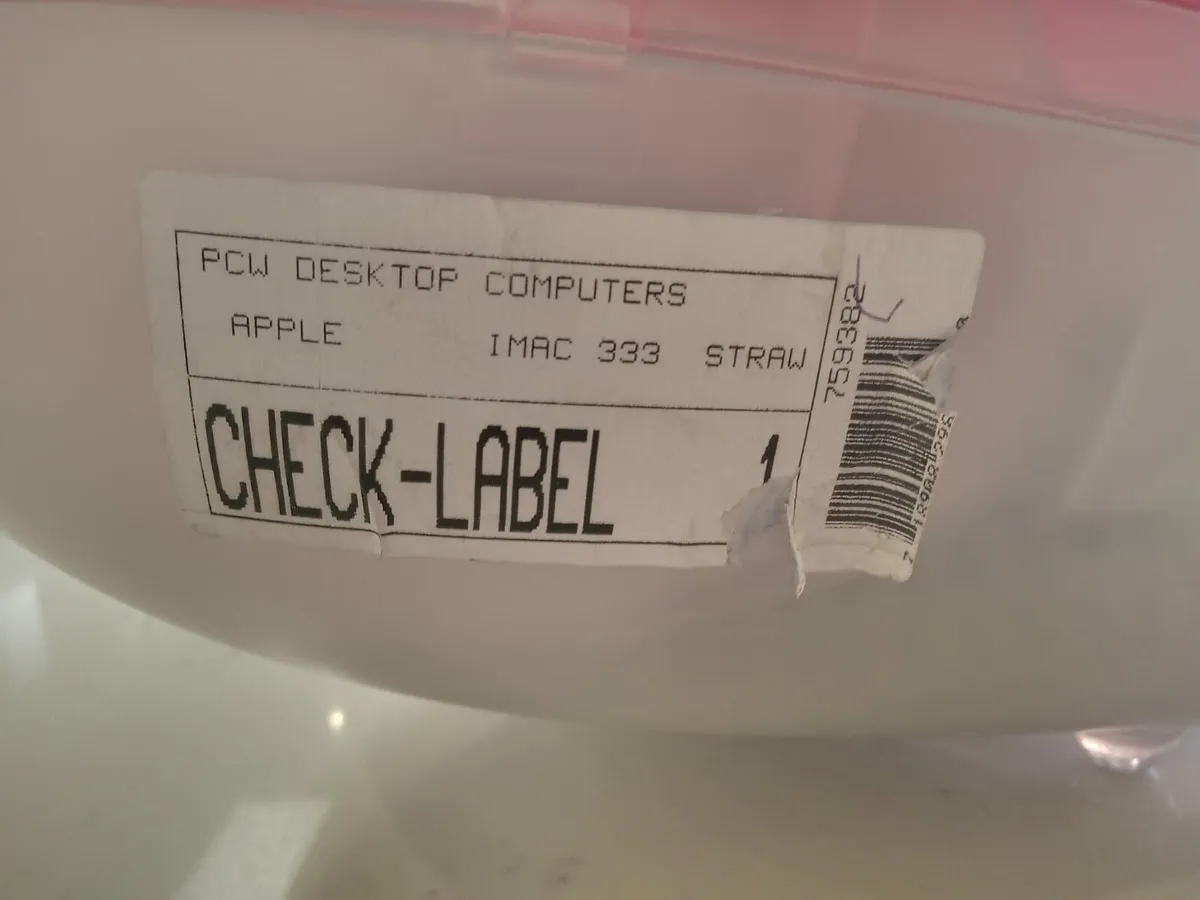 PCW DESKTOP COMPUTERS
APPLE IMAC 333 STRAW
CHECK-LABEL 1
759382